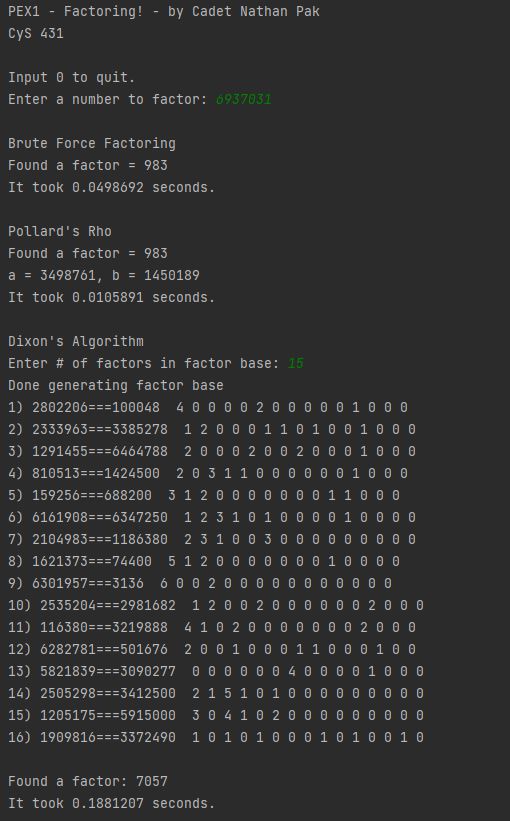 PEX1 - Factoring! - by Cadet Nathan Pak
CyS 431
Input 0 to quit.
Enter a number to factor: 6937031
Brute Force Factoring
Found a factor = 983
It took 0.0498692 seconds.
Pollard's Rho
Found a factor = 983
a = 3498761, b = 1450189
It took 0.0105891 seconds.
Dixon's Algorithm
Enter # of factors in factor base: 15
Done generating factor base
1) 2802206===100048  4 0 0 0 0 2 0 0 0 0 0 1 0 0 0
2) 2333963===3385278  1 2 0 0 0 1 1 0 1 0 0 1 0 0 0
3) 1291455===6464788  2 0 0 0 2 0 0 2 0 0 0 1 0 0 0
4) 810513===1424500  2 0 3 1 1 0 0 0 0 0 0 1 0 0 0
5) 159256===688200  3 1 2 0 0 0 0 0 0 0 1 1 0 0 0
6) 6161908===6347250  1 2 3 1 0 1 0 0 0 0 1 0 0 0 0
7) 2104983===1186380  2 3 1 0 0 3 0 0 0 0 0 0 0 0 0
8) 1621373===74400  5 1 2 0 0 0 0 0 0 0 1 0 0 0 0
9) 6301957===3136  6 0 0 2 0 0 0 0 0 0 0 0 0 0 0
10) 2535204===2981682  1 2 0 0 2 0 0 0 0 0 0 2 0 0 0
11) 116380===3219888  4 1 0 2 0 0 0 0 0 0 0 2 0 0 0
12) 6282781===501676  2 0 0 1 0 0 0 1 1 0 0 0 1 0 0
13) 5821839===3090277  0 0 0 0 0 0 4 0 0 0 0 1 0 0 0
14) 2505298===3412500  2 1 5 1 0 1 0 0 0 0 0 0 0 0 0
15) 1205175===5915000  3 0 4 1 0 2 0 0 0 0 0 0 0 0 0
16) 1909816===3372490  1 0 1 0 1 0 0 0 1 0 1 0 0 1 0
Found a factor: 7057
It took 0.1881207 seconds.